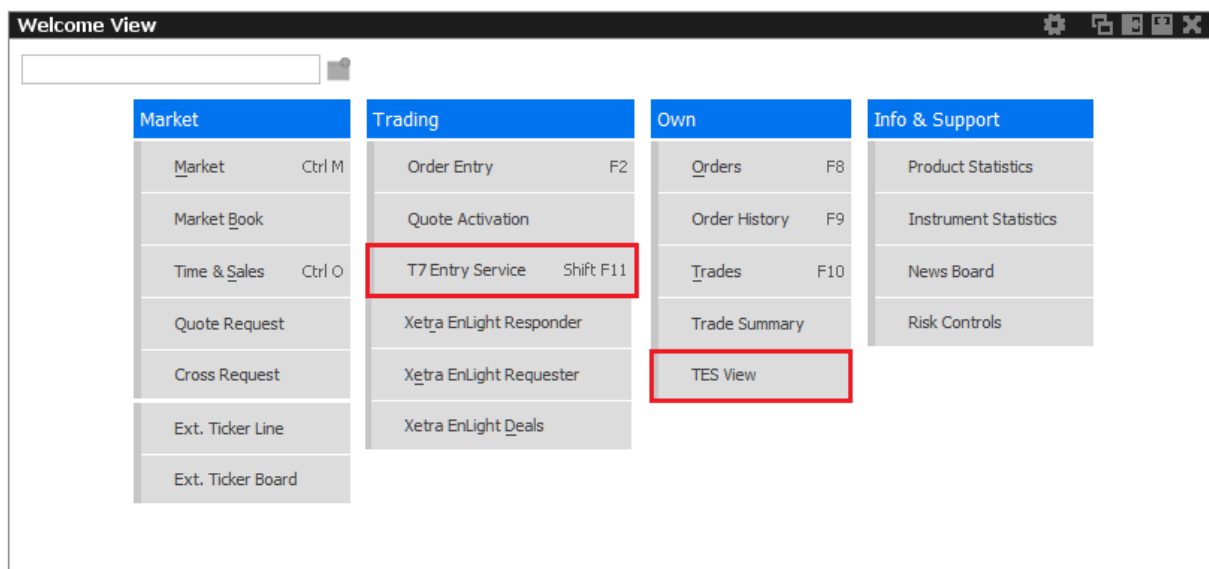 Welcome View
Market
Market Ctrl M
Market Book
Time & Sales Ctrl O
Quote Request
Cross Request
Ext. Ticker Line
Ext. Ticker Board
Trading
Order Entry F2
Quote Activation
T7 Entry Service Shift F11
Xetra EnLight Responder
Xetra EnLight Requester
Xetra EnLight Deals
Own
Orders F8
Order History F9
Trades F10
Trade Summary
TES View
Info & Support
Product Statistics
Instrument Statistics
News Board
Risk Controls